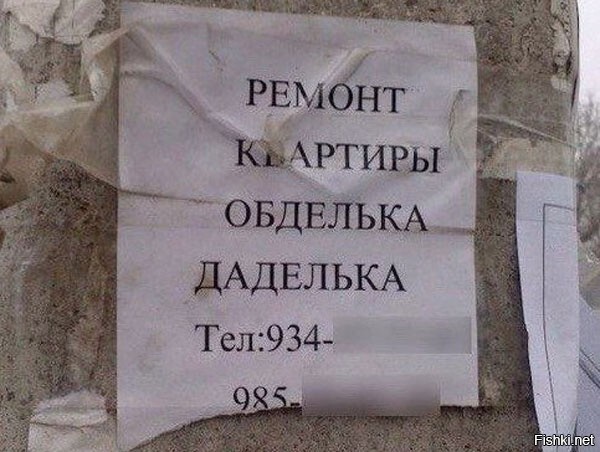 РЕМОНТ
КВАРТИРЫ
ОБДЕЛЬКА
ДАДЕЛЬКА
Тел:934-
985-
Fishki.net